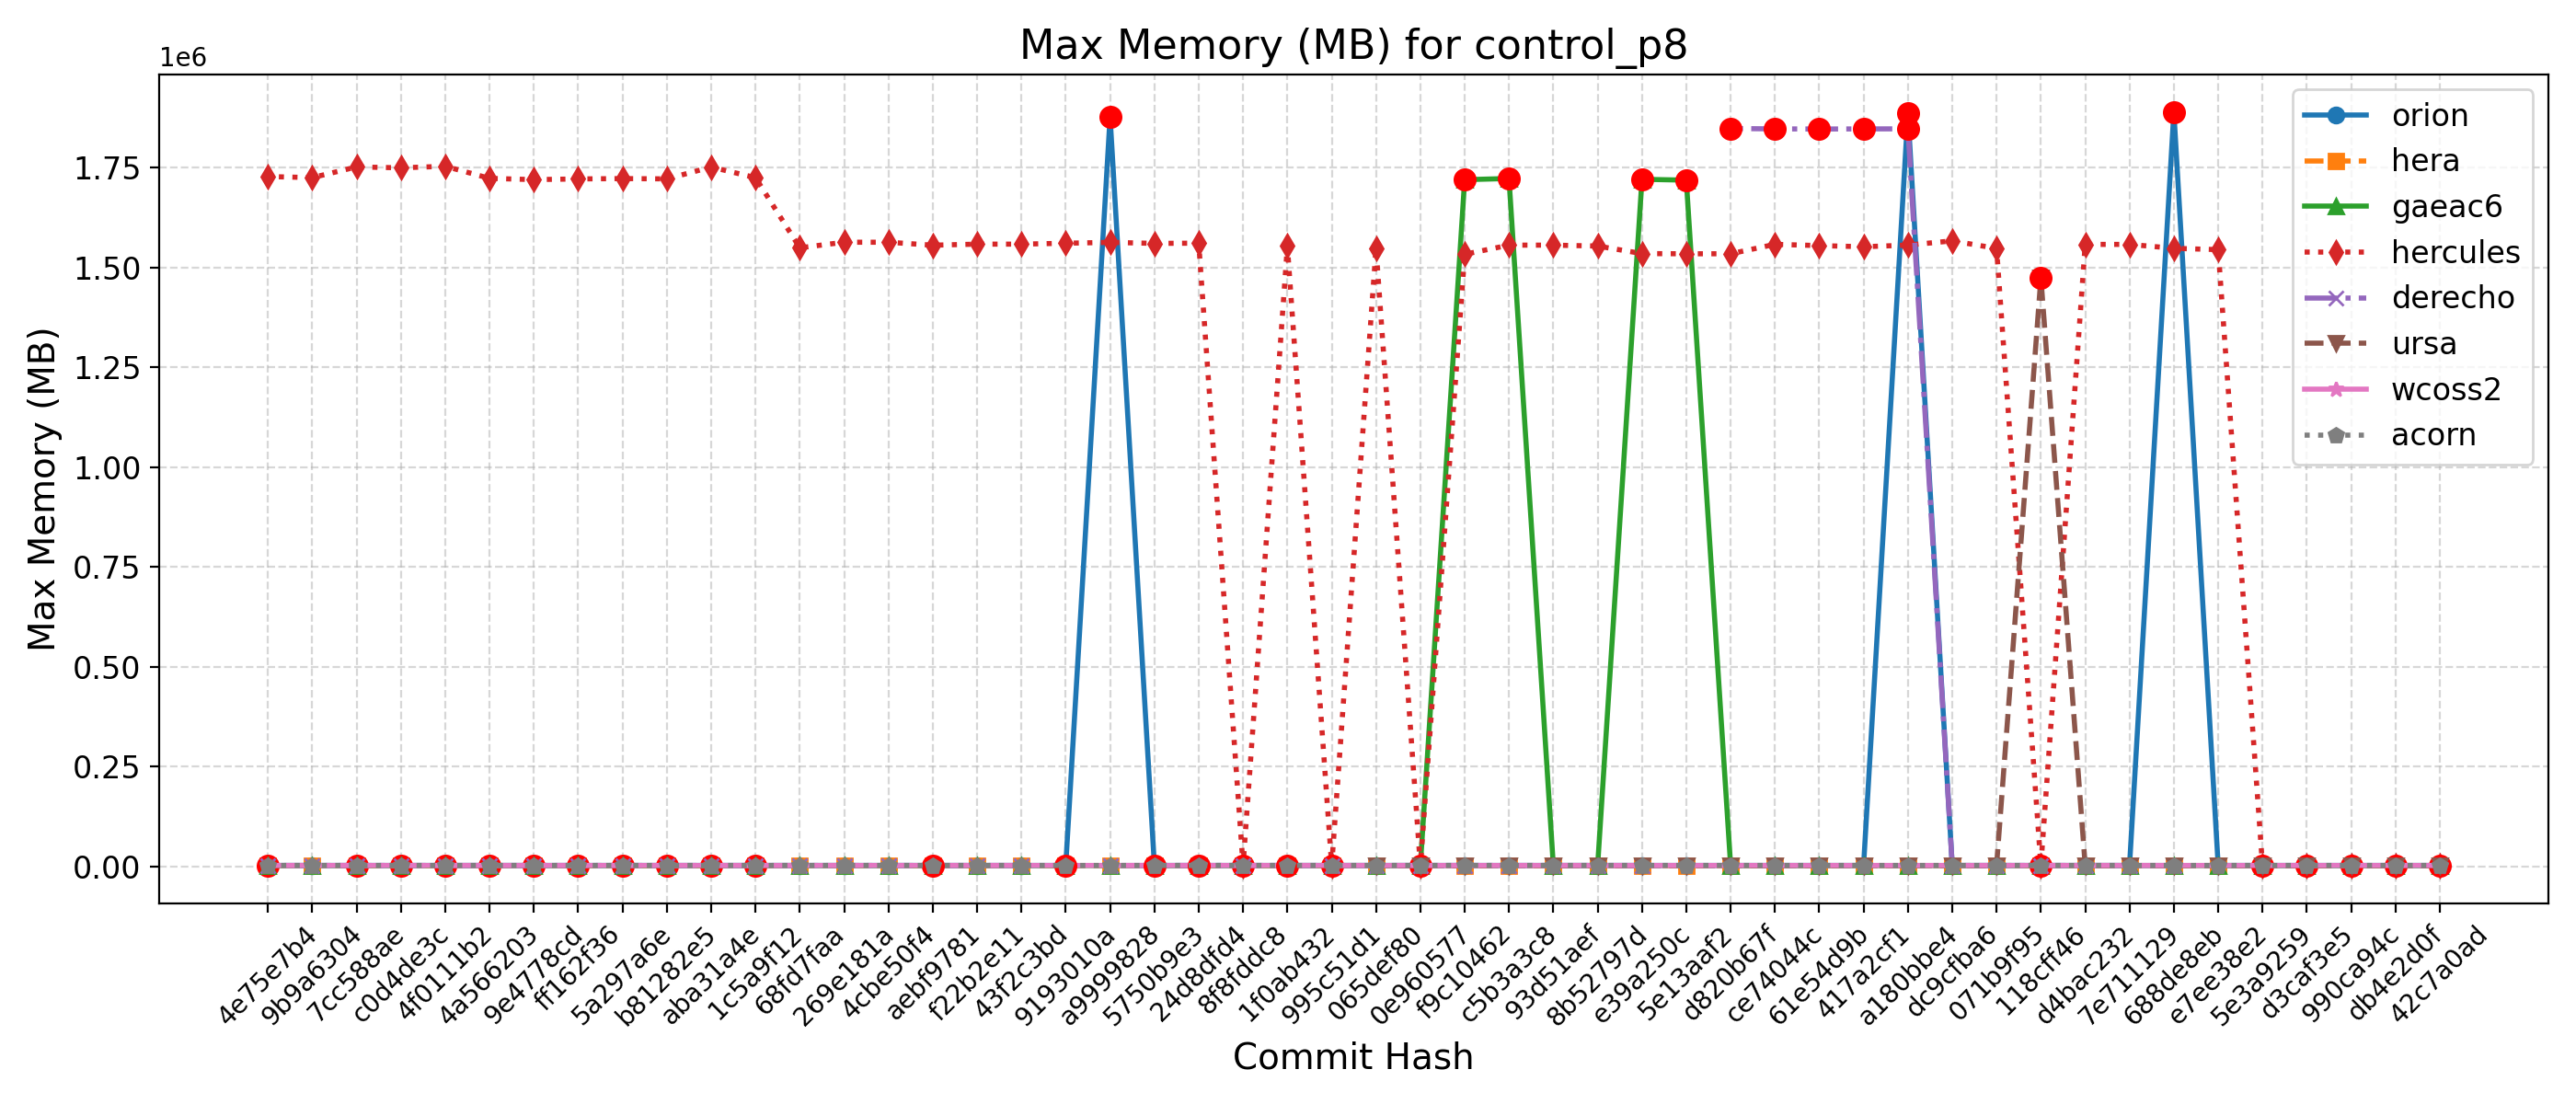 Max Memory (MB) for control_p8
1e6
Max Memory (MB)
1.75
1.50
1.25
1.00
0.75
0.50
0.25
0.00
orion
hera
gaeac6
hercules
derecho
ursa
wcoss2
acorn
4e75e7b4
9b9a6304
7cc588ae
c0d4de3c
4f0111b2
4a566203
9e4778cd
ff162f36
5a297a6e
b81282e5
aba31a4e
1c5a9f12
68fd7faa
269e181a
4cbe50f4
aebf9781
f22b2e11
43f2c3bd
9193010a
a9999828
5750b9e3
24d8dfd4
8f8fddc8
1f0ab432
995c51d1
065def80
0e960577
f9c10462
c5b3a3c8
93d51aef
8b52797d
e39a250c
5e13aaf2
d820b67f
ce74044c
61e54d9b
417a2cf1
a180bbe4
dc9cfba6
071b9f95
118cff46
d4bac232
7e711129
688de8eb
e7ee38e2
5e3a9259
d3caf3e5
990ca94c
db4e2d0f
42c7a0ad
Commit Hash